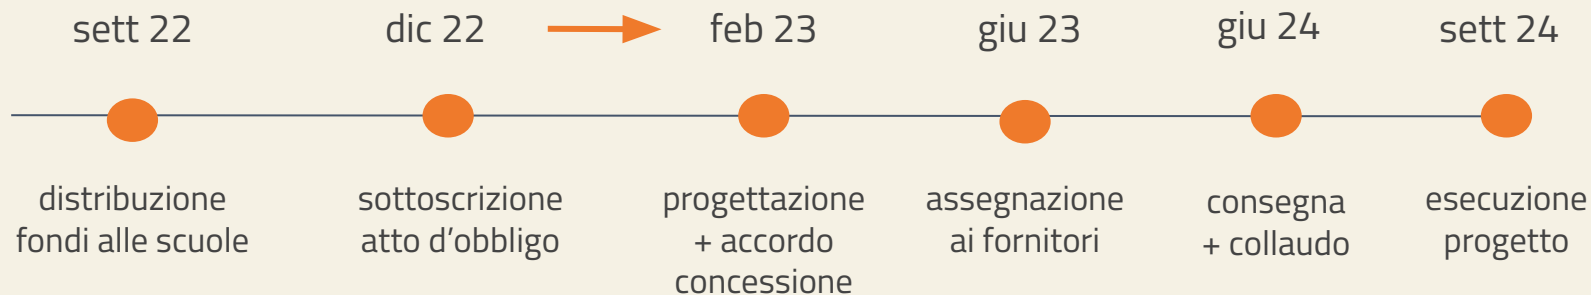 sett 22
dic 22
feb 23
giu 23
giu 24
sett 24
distribuzione
fondi alle scuole
sottoscrizione
atto d'obbligo
progettazione
+ accordo
concessione
assegnazione
ai fornitori
consegna
+ collaudo
esecuzione
progetto